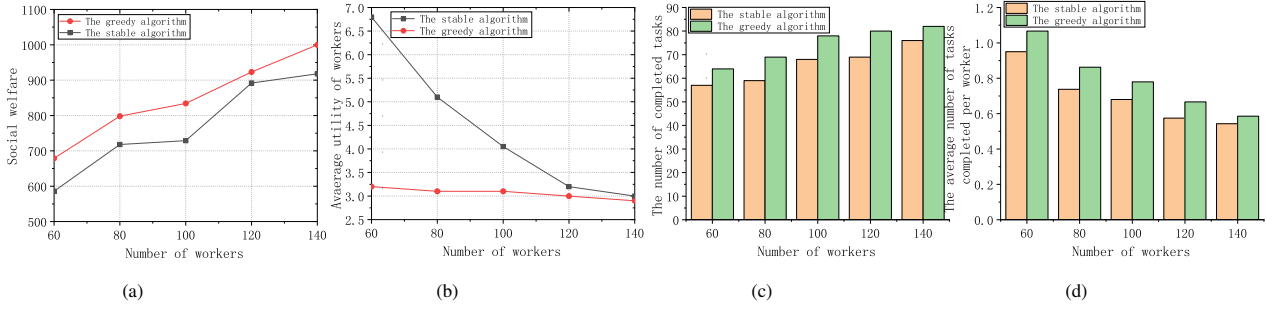 The greedy algorithm
The stable algorithm
1100
1000
900
800
700
600
500
60
80
100
120
140
Social welfare
Number of workers
(a)
The stable algorithm
The greedy algorithm
7.0
6.5
6.0
5.5
5.0
4.5
4.0
3.5
3.0
2.5
60
80
100
120
140
Avaerage utility of workers
Number of workers
(b)
The stable algorithm
The greedy algorithm
90
80
70
60
50
40
30
20
10
0
60
80
100
120
140
The number of completed tasks
Number of workers
(c)
The stable algorithm
The greedy algorithm
1.2
1.0
0.8
0.6
0.4
0.2
0.0
60
80
100
120
140
The average number of tasks
completed per worker
Number of workers
(d)